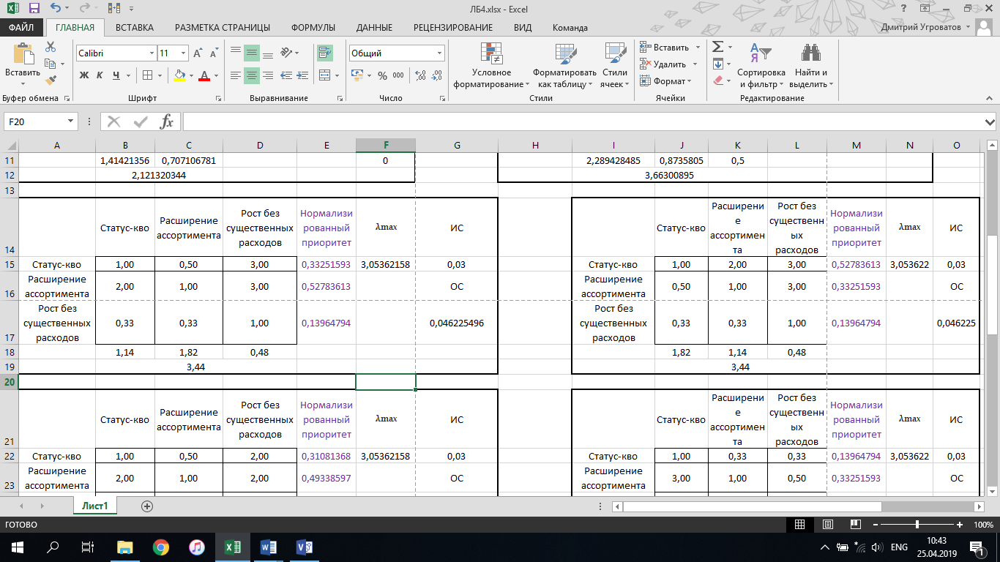 ЛБ4.xlsx - Excel
ФАЙЛ ГЛАВНАЯ ВСТАВКА РАЗМЕТКА СТРАНИЦЫ ФОРМУЛЫ ДАННЫЕ РЕЦЕНЗИРОВАНИЕ ВИД Команда Дмитрий Угроватов
Вставить
Calibri 11
Ж К Ч
Общий
% 000
Условное форматирование
Форматировать как таблицу
Стили ячеек
Вставить
Удалить
Формат
Сортировка и фильтр
Найти и выделить
Буфер обмена Шрифт Выравнивание Число Стили Ячейки Редактирование
F20 fx
A B C D E F G H I J K L M N O
11 1,41421356 0,707106781 0 2,289428485 0,8735805 0,5
12 2,121320344 3,66300895
13
14 Статус-кво Расширение ассортимента Рост без существенных расходов Нормализи рованный приоритет λmax ИС Статус-кво Расширени е ассортимен та Рост без существенн ых расходов Нормализи рованный приоритет λmax ИС
15 Статус-кво 1,00 0,50 3,00 0,33251593 3,05362158 0,03 Статус-кво 1,00 2,00 3,00 0,52783613 3,053622 0,03
16 Расширение ассортимента 2,00 1,00 3,00 0,52783613 ОС Расширение ассортимента 0,50 1,00 3,00 0,33251593 ОС
17 Рост без существенных расходов 0,33 0,33 1,00 0,13964794 0,046225496 Рост без существенных расходов 0,33 0,33 1,00 0,13964794 0,046225
18 1,14 1,82 0,48 1,82 1,14 0,48
19 3,44 3,44
20
21 Статус-кво Расширение ассортимента Рост без существенных расходов Нормализи рованный приоритет λmax ИС Статус-кво Расширени е ассортимен та Рост без существенн ых расходов Нормализи рованный приоритет λmax ИС
22 Статус-кво 1,00 0,50 2,00 0,31081368 3,05362158 0,03 Статус-кво 1,00 0,33 0,33 0,13964794 3,053622 0,03
23 Расширение ассортимента 2,00 1,00 2,00 0,49338597 ОС Расширение ассортимента 3,00 1,00 0,50 0,33251593 ОС
Лист1
ГОТОВО 100%
ENG 10:43
25.04.2019 1